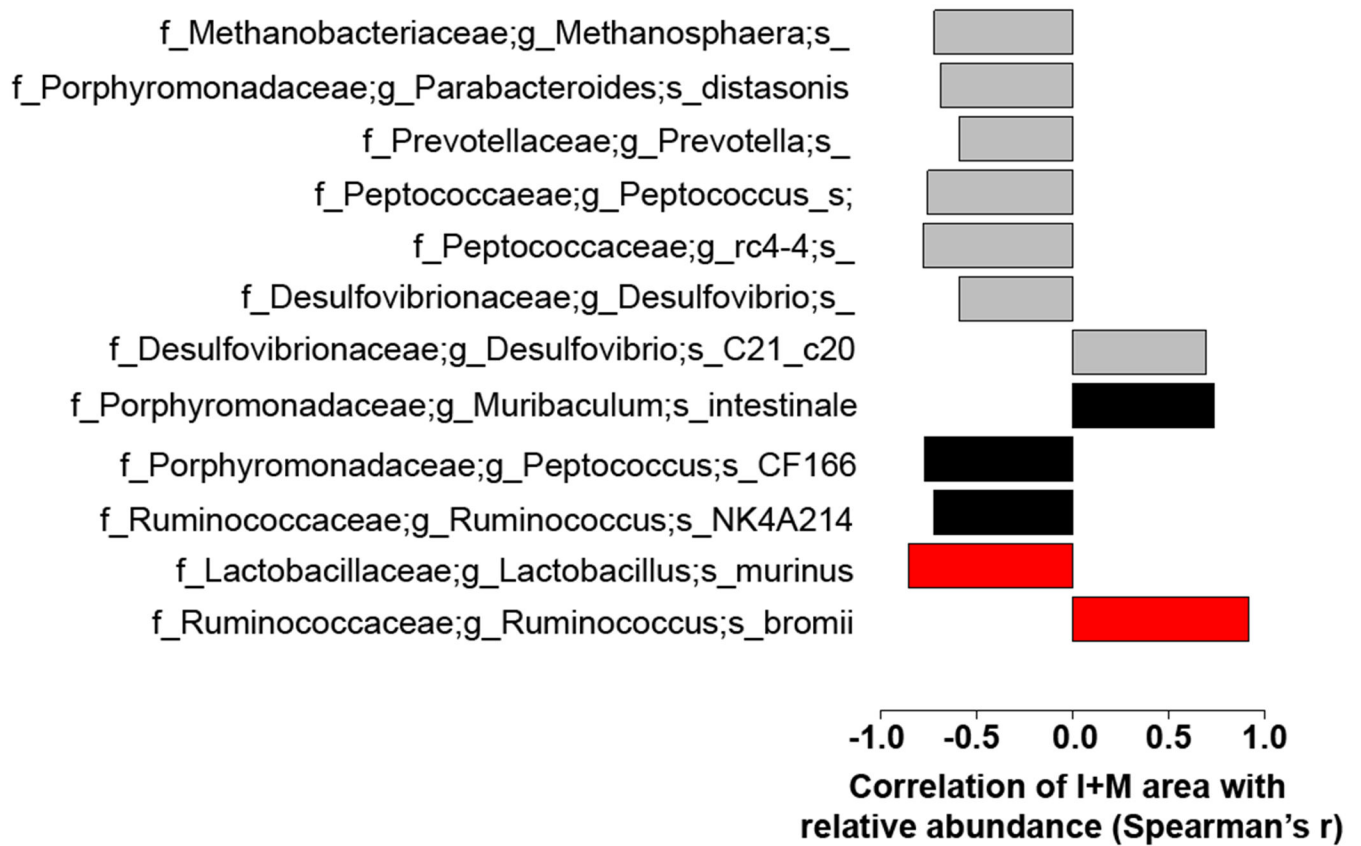 f_Methanobacteriaceae;g_Methanosphaera;s_
f_Porphyromonadaceae;g_Parabacteroides;s_distasonis
f_Prevotellaceae;g_Prevotella;s_
f_Peptococcaeae;g_Peptococcus_s;
f_Peptococcaceae;g_rc4-4;s_
f_Desulfovibrionaceae;g_Desulfovibrio;s_
f_Desulfovibrionaceae;g_Desulfovibrio;s_C21_c20
f_Porphyromonadaceae;g_Muribaculum;s_intestinale
f_Porphyromonadaceae;g_Peptococcus;s_CF166
f_Ruminococcaceae;g_Ruminococcus;s_NK4A214
f_Lactobacillaceae;g_Lactobacillus;s_murinus
f_Ruminococcaceae;g_Ruminococcus;s_bromii
-1.0 -0.5 0.0 0.5 1.0
Correlation of I+M area with
relative abundance (Spearman’s r)